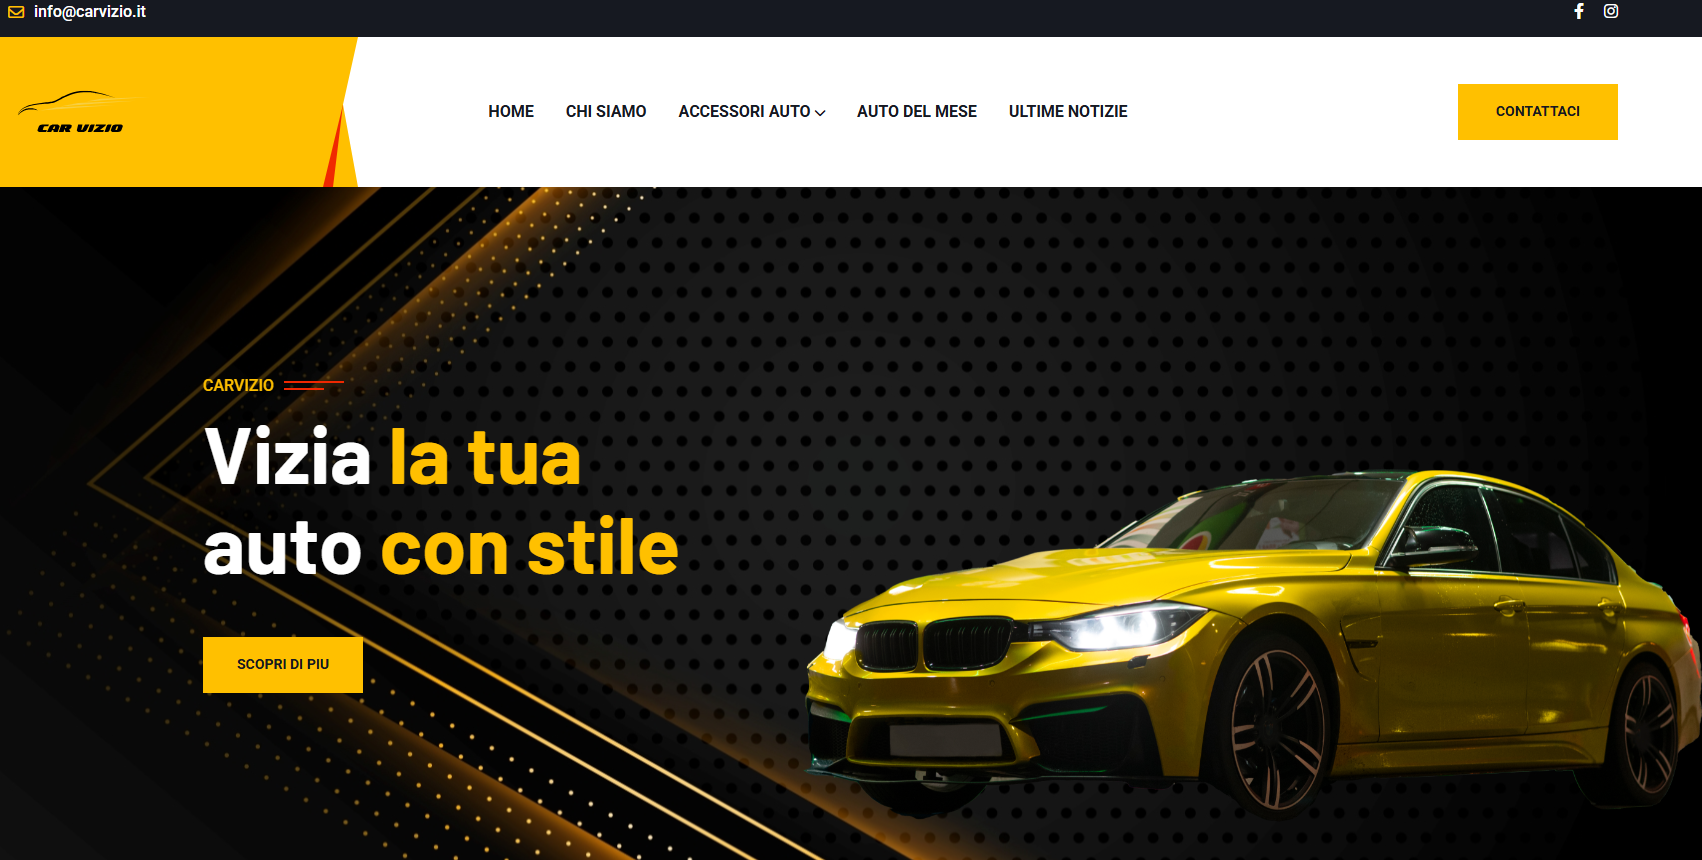 info@carvizio.it
CAR VIZIO
HOME CHI SIAMO ACCESSORI AUTO AUTO DEL MESE ULTIME NOTIZIE CONTATTACI
CARVIZIO
Vizia la tua
auto con stile
SCOPRI DI PIU